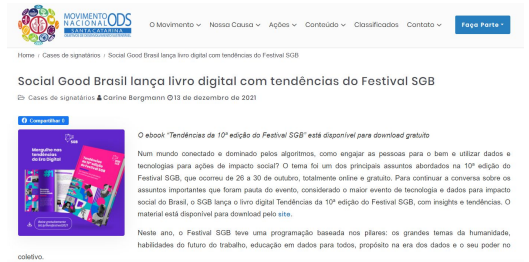 MOVIMENTO
NACIONAL ODS
SANTA CATARINA
O Movimento Nossa Causa Ações Conteúdo Classificados Contato Faça Parte
Home / Cases de signatários / Social Good Brasil lança livro digital com tendências do Festival SGB
Social Good Brasil lança livro digital com tendências do Festival SGB
Cases de signatários Carine Bergmann 13 de dezembro de 2021
Compartilhar 0
Mergulhe nas
tendências
da Era Digital
SGB
O ebook "Tendências da 10ª edição do Festival SGB" está disponível para download gratuito
Num mundo conectado e dominado pelos algoritmos, como engajar as pessoas para o bem e utilizar dados e
tecnologias para ações de impacto social? O tema foi um dos principais assuntos abordados na 10ª edição do
Festival SGB, que ocorreu de 26 a 30 de outubro, totalmente online e gratuito. Para continuar a conversa sobre os
assuntos importantes que foram pauta do evento, considerado o maior evento de tecnologia e dados para impacto
social do Brasil, o SGB lança o livro digital Tendências da 10ª edição do Festival SGB, com insights e tendências. O
material está disponível para download pelo site.
Neste ano, o Festival SGB teve uma programação baseada nos pilares: os grandes temas da humanidade,
habilidades do futuro do trabalho, educação em dados para todos, propósito na era dos dados e o seu poder no
coletivo.